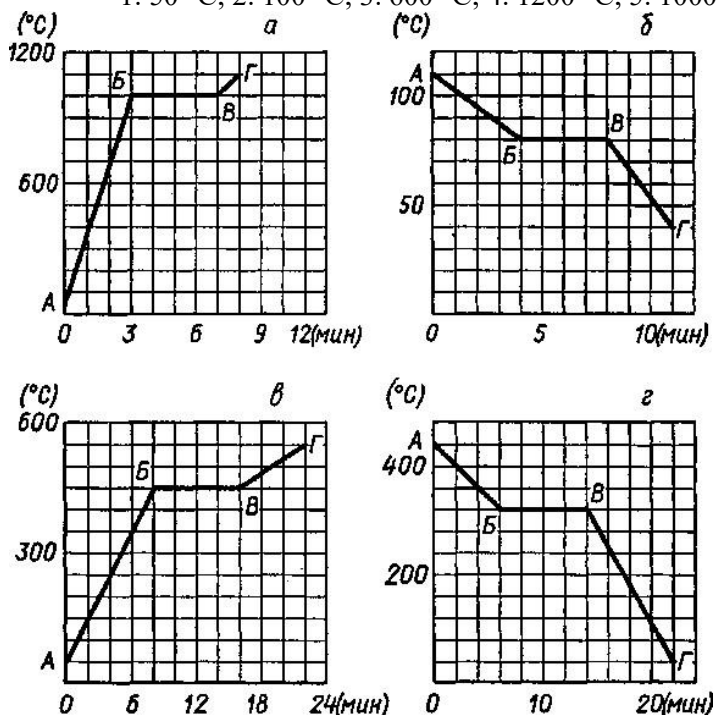 1. 50 °C; 2. 100 °C; 3. 600 °C; 4. 1200 °C; 5. 1000
(°C) а
1200
Б Г
В
600
А
0 3 6 9 12(мин)
(°C) б
А
100
Б В
50
Г
0 5 10(мин)
(°C) в
600
Г
Б
В
300
А
0 6 12 18 24(мин)
(°C) г
А
400
Б В
200
Г
0 10 20(мин)